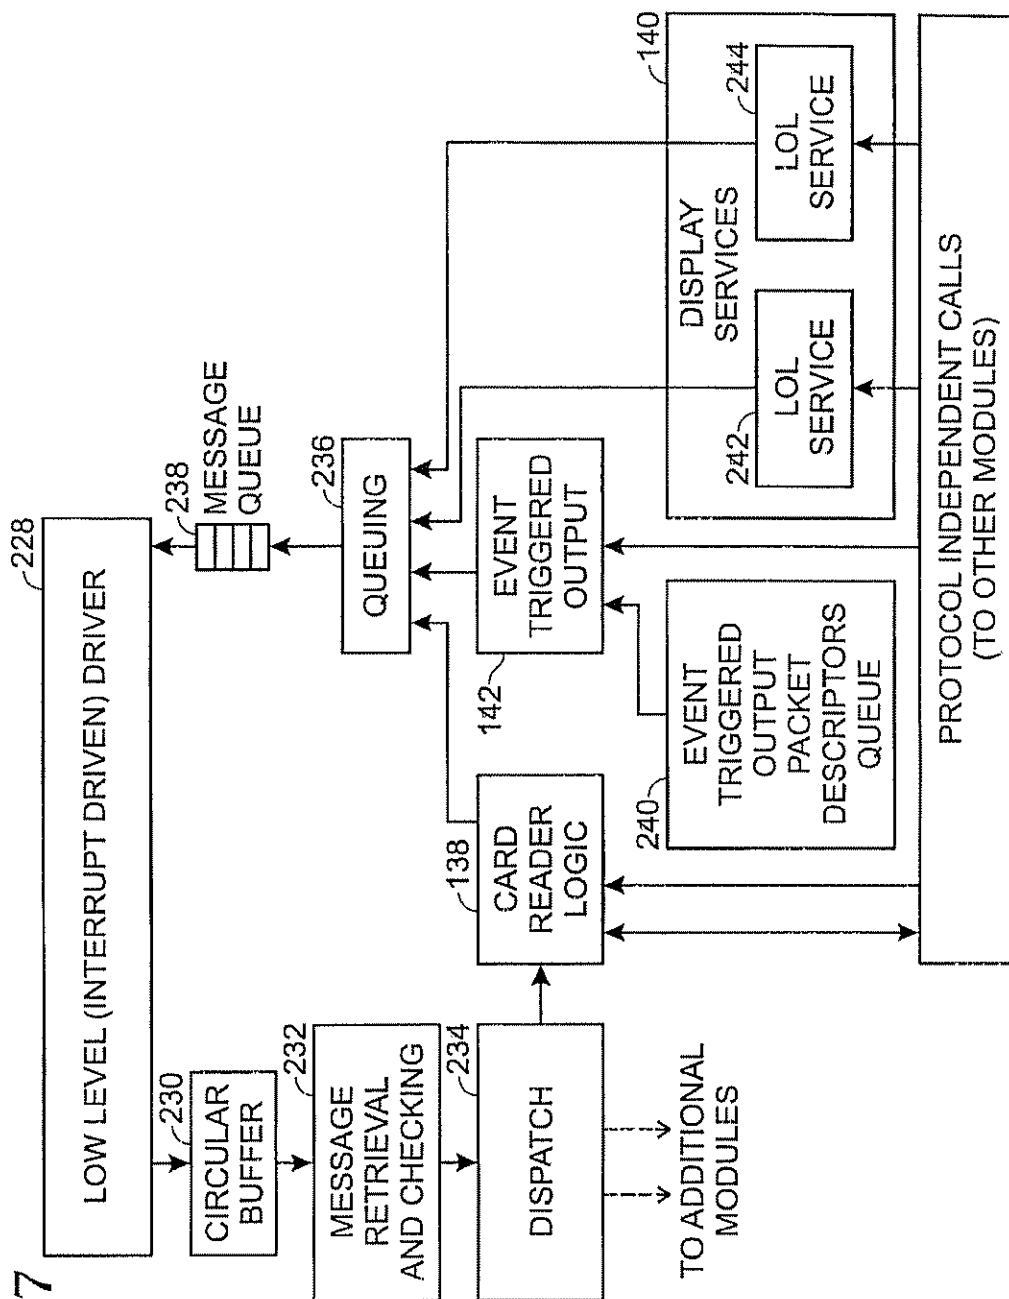 7
228
LOW LEVEL (INTERRUPT DRIVEN) DRIVER
230
CIRCULAR
BUFFER
238
MESSAGE
QUEUE
232
MESSAGE
RETRIEVAL
AND CHECKING
236
QUEUING
234
DISPATCH
138
CARD
READER
LOGIC
142
EVENT
TRIGGERED
OUTPUT
TO ADDITIONAL
MODULES
240
EVENT
TRIGGERED
OUTPUT
PACKET
DESCRIPTORS
QUEUE
140
DISPLAY
SERVICES
242
LOL
SERVICE
244
LOL
SERVICE
PROTOCOL INDEPENDENT CALLS
(TO OTHER MODULES)